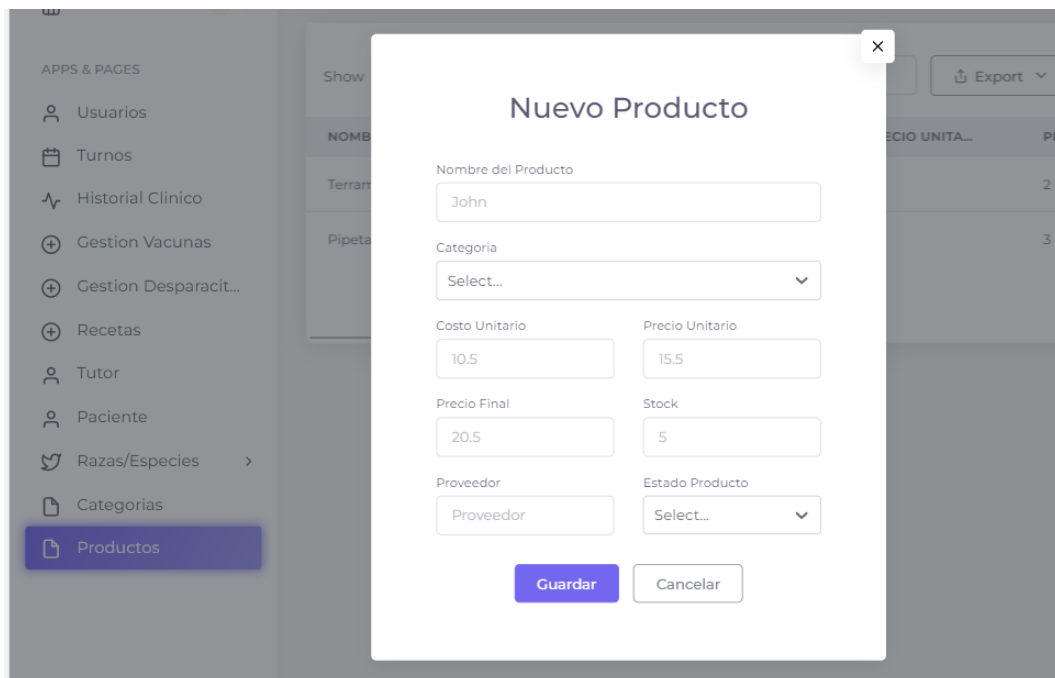 APPS & PAGES
Usuarios
Turnos
Historial Clinico
Gestion Vacunas
Gestion Desparacit...
Recetas
Tutor
Paciente
Razas/Especies
Categorias
Productos
Show
Export
NOMB
ECIO UNITA...
Terram
2
Pipeta
3
Nuevo Producto
Nombre del Producto
John
Categoria
Select...
Costo Unitario Precio Unitario
10.5 15.5
Precio Final Stock
20.5 5
Proveedor Estado Producto
Proveedor Select...
Guardar Cancelar